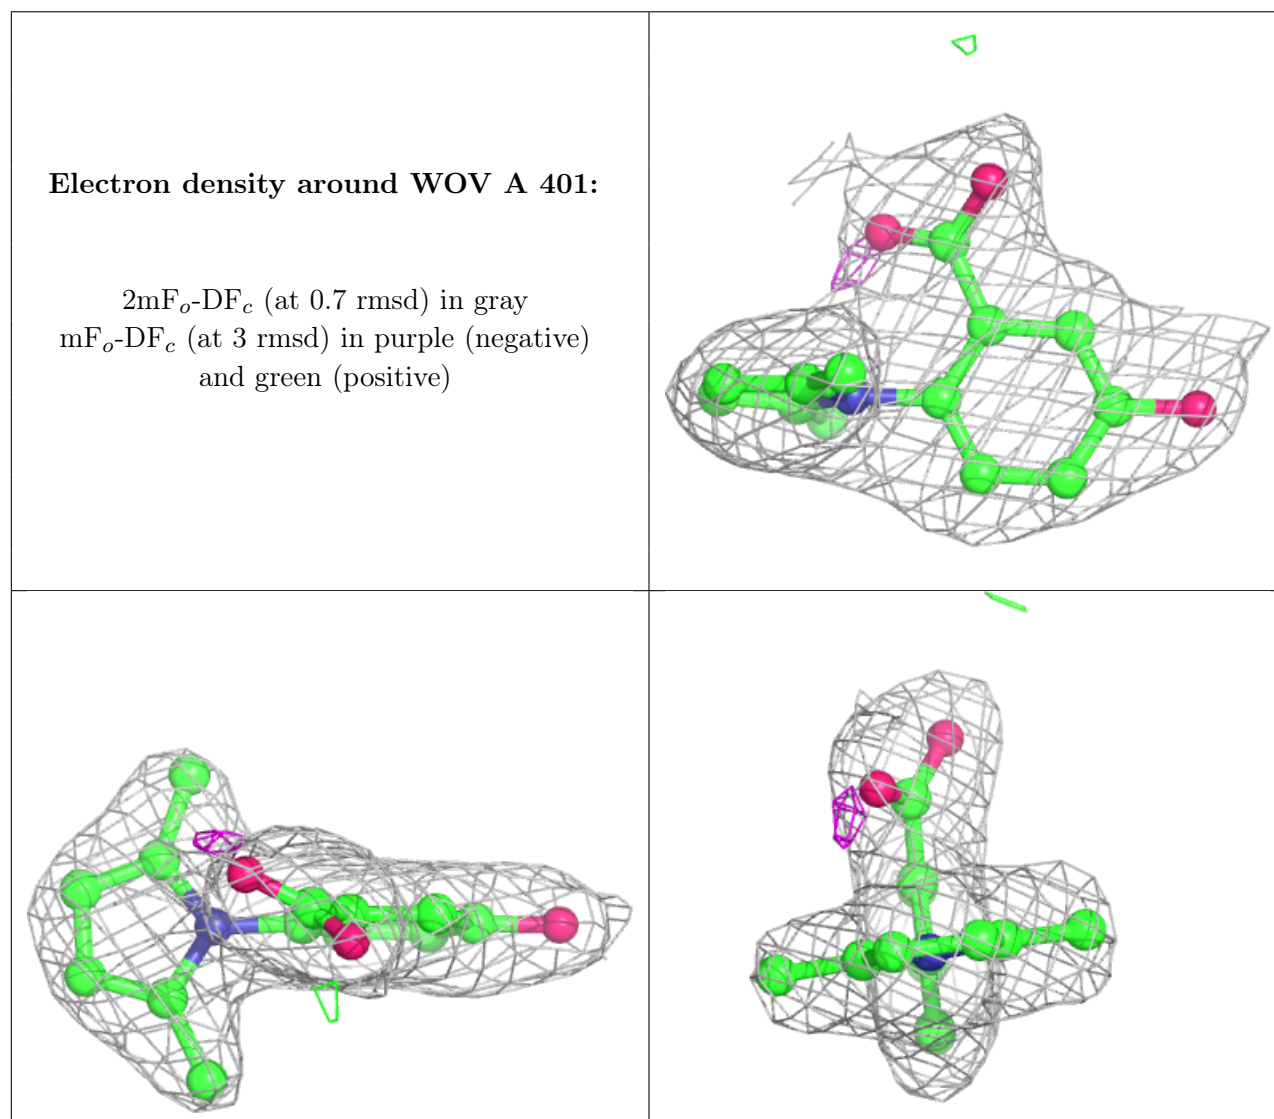 Electron density around WOV A 401:
2mFo-DFc (at 0.7 rmsd) in gray
mFo-DFc (at 3 rmsd) in purple (negative)
and green (positive)